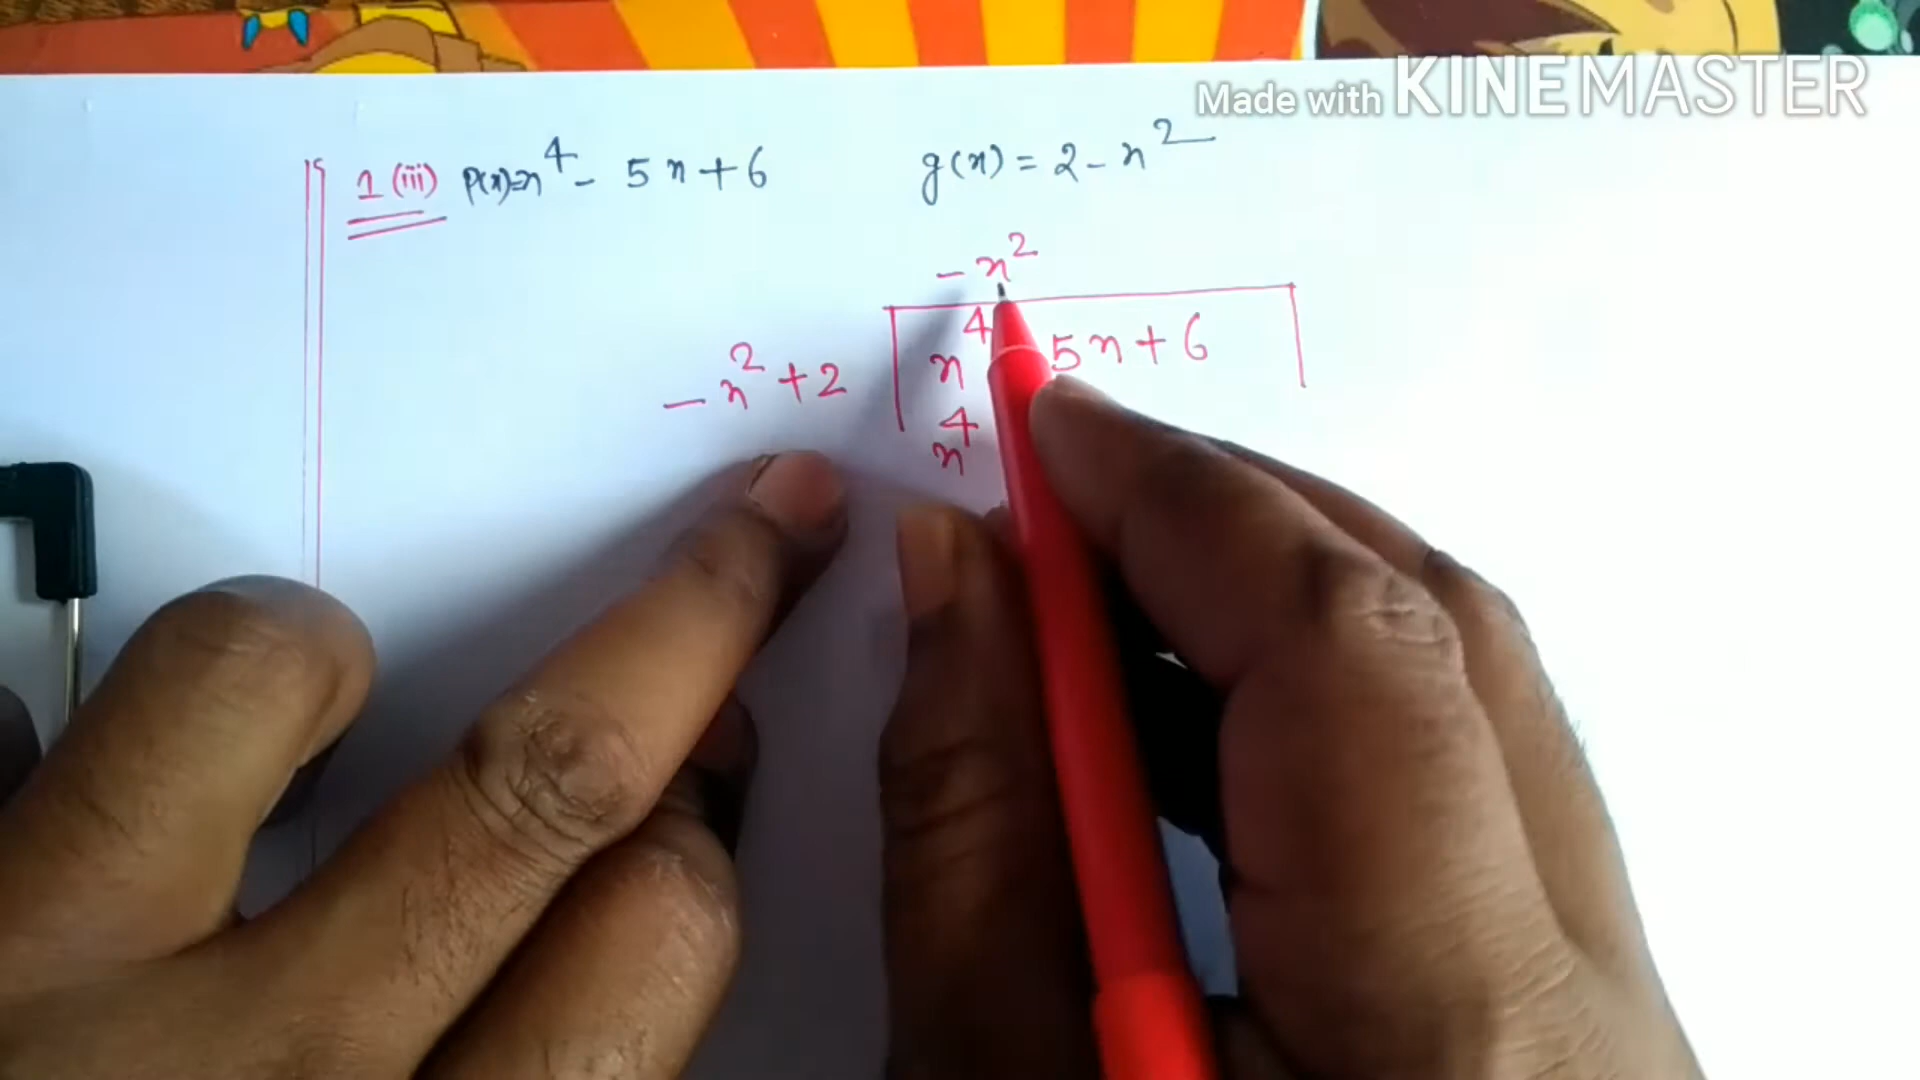 Made with KINEMASTER
1 (iii) P(x)=x⁴- 5x+6 g(x) = 2-x²
-x²
-x²+2 x⁴ 5x+6
x⁴